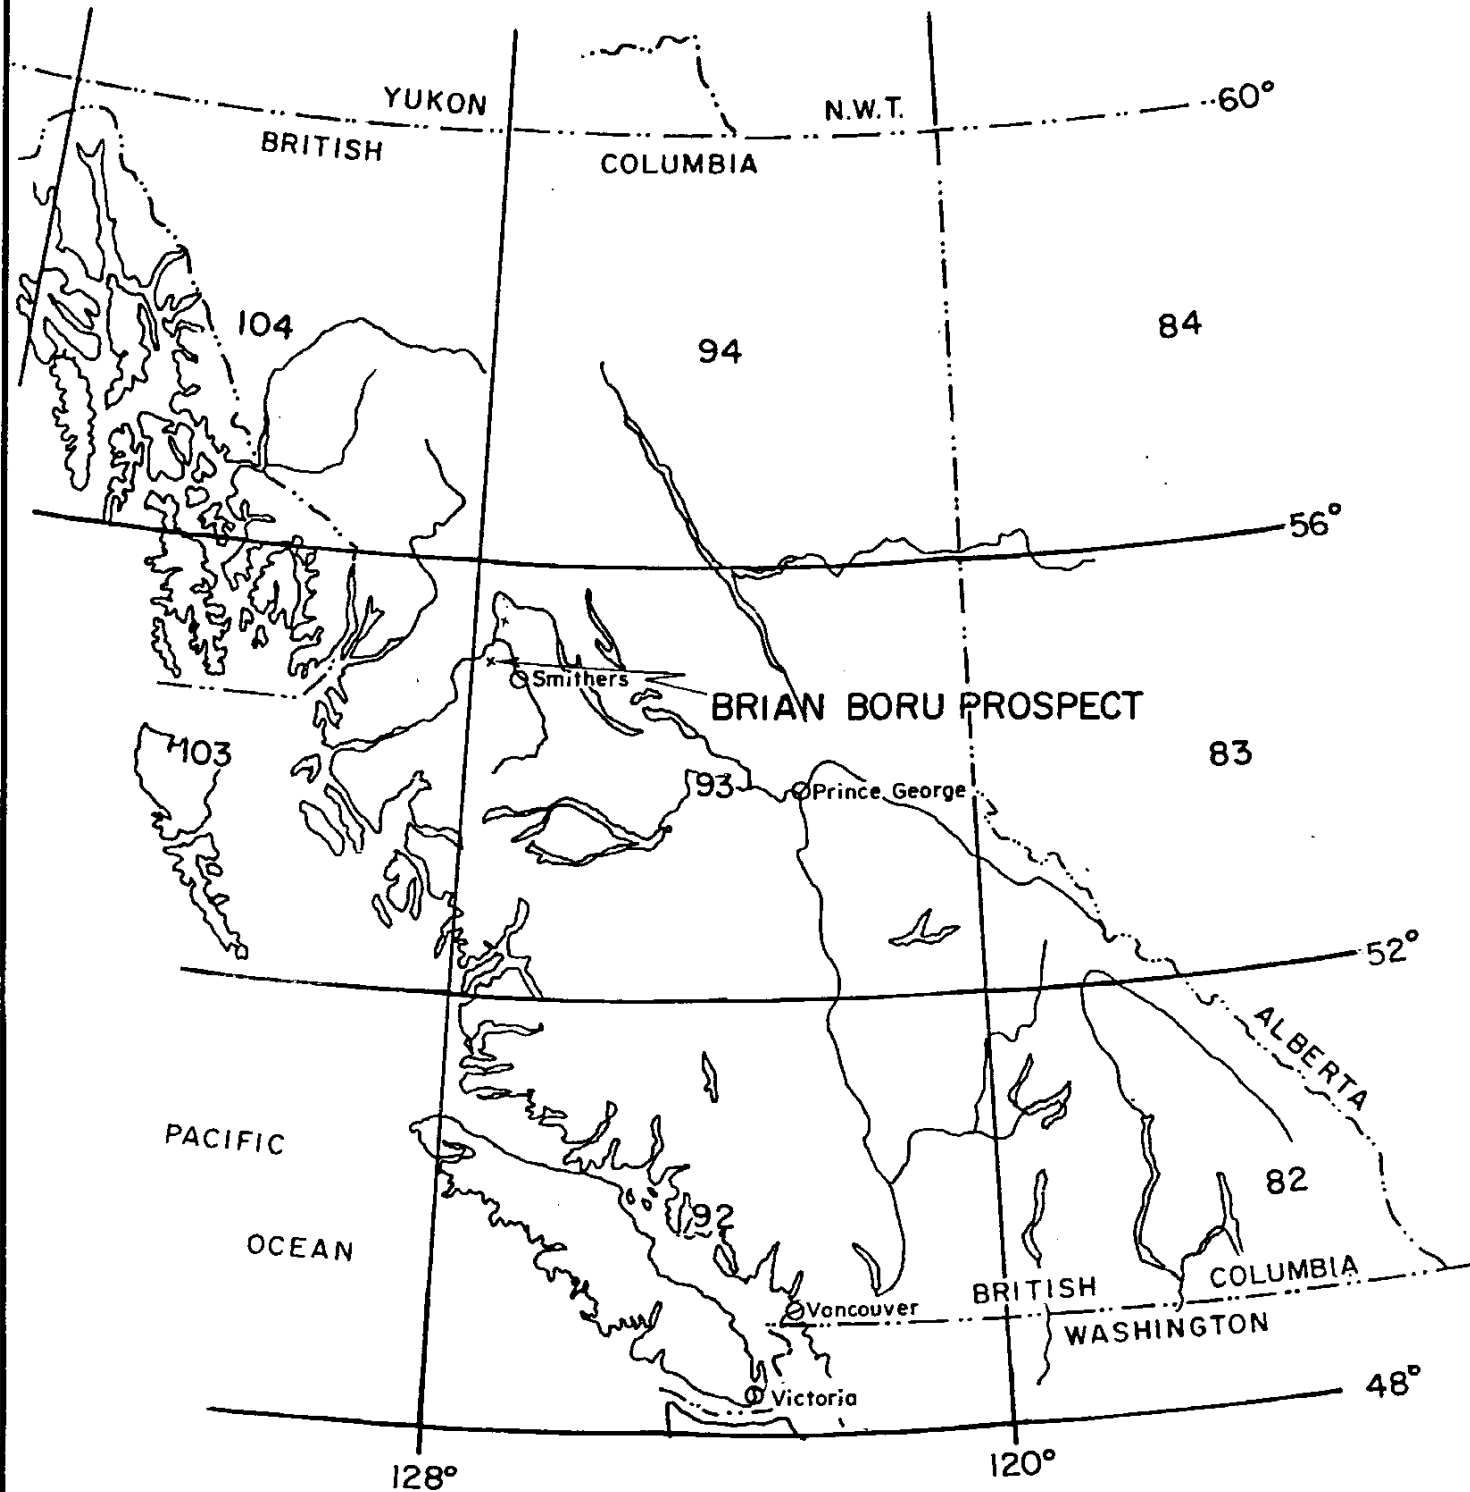 YUKON
N.W.T.
60°
BRITISH
COLUMBIA
104
94
84
56°
Smithers
BRIAN BORU PROSPECT
103
93
Prince George
83
52°
ALBERTA
PACIFIC
OCEAN
92
82
Vancouver
BRITISH
COLUMBIA
WASHINGTON
Victoria
48°
128°
120°